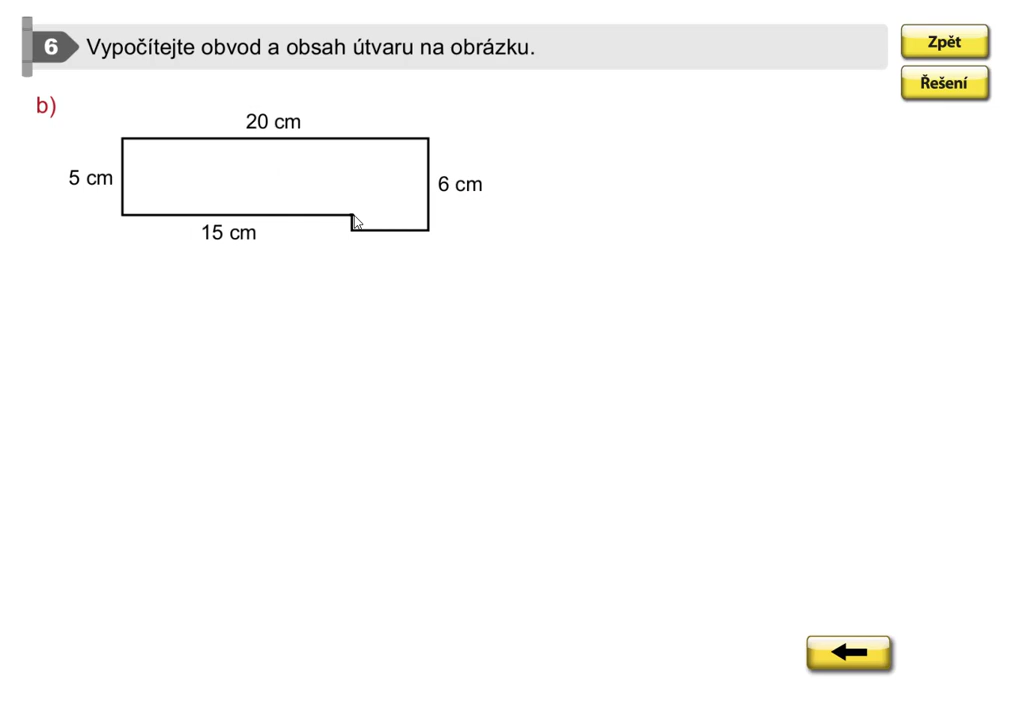 6 Vypočítejte obvod a obsah útvaru na obrázku.
Zpět
Řešení
b)
20 cm
5 cm
6 cm
15 cm